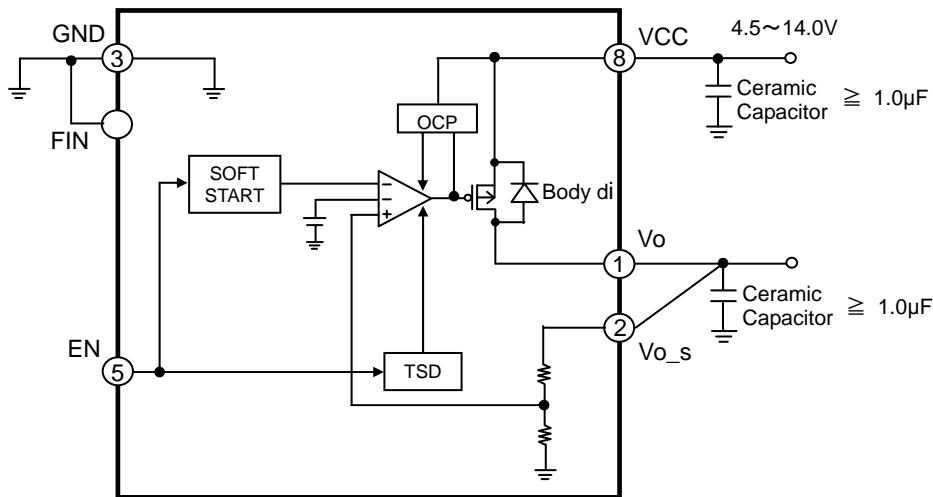 GND
3
FIN
VCC
8
4.5～14.0V
Ceramic
Capacitor ≧ 1.0µF
OCP
SOFT
START
−
−
+
Body di
Vo
1
Ceramic
Capacitor ≧ 1.0µF
2
Vo_s
EN
5
TSD